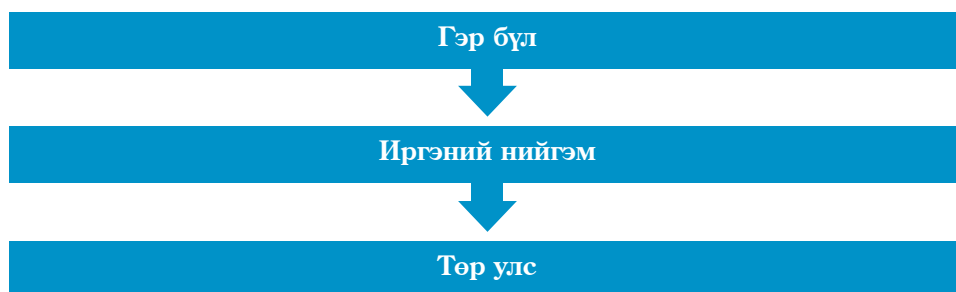 Гэр бүл
Иргэний нийгэм
Төр улс